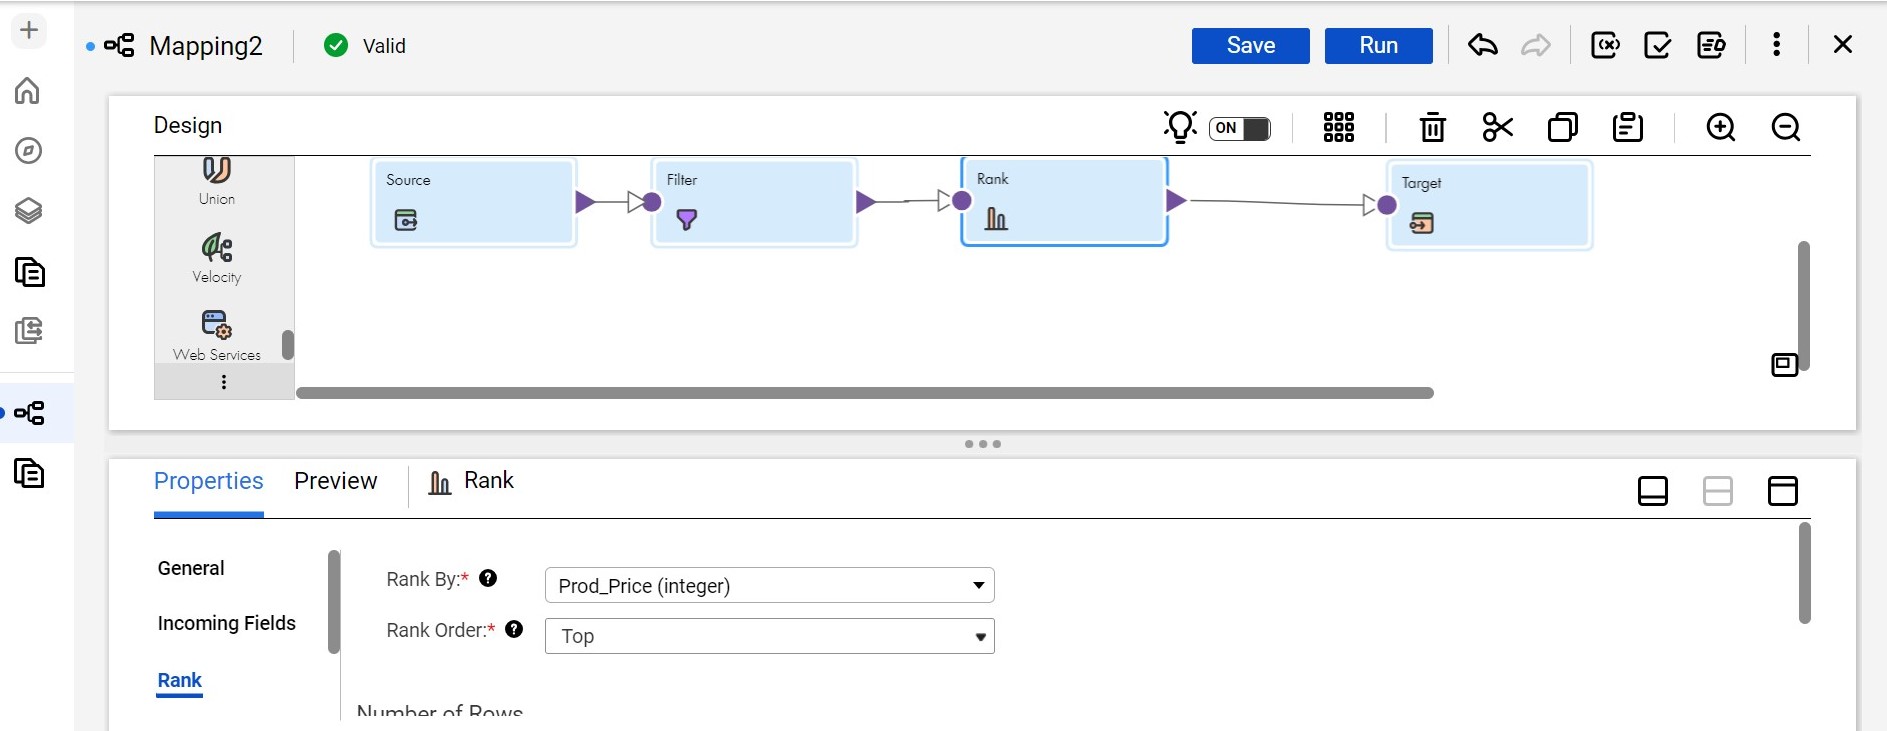 Mapping2
Valid
Save
Run
Design
ON
Union
Velocity
Web Services
Source
Filter
Rank
Target
Properties
Preview
Rank
General
Incoming Fields
Rank
Rank By:*
Prod_Price (integer)
Rank Order:*
Top
Number of Rows